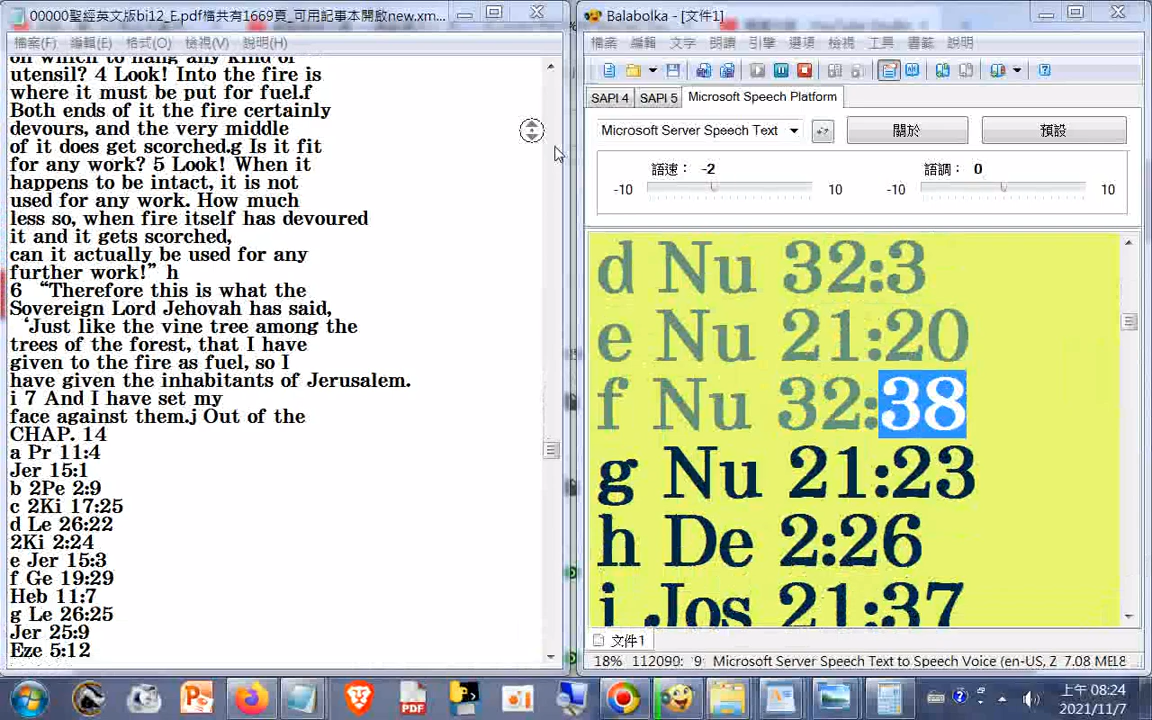 00000聖經英文版bi12_E.pdf檔共有1669頁_可用記事本開啟new.xm...
檔案(F) 編輯(E) 格式(O) 檢視(V) 說明(H)
on which to hang any kind of
utensil? 4 Look! Into the fire is
where it must be put for fuel.f
Both ends of it the fire certainly
devours, and the very middle
of it does get scorched.g Is it fit
for any work? 5 Look! When it
happens to be intact, it is not
used for any work. How much
less so, when fire itself has devoured
it and it gets scorched,
can it actually be used for any
further work!” h
6 “Therefore this is what the
Sovereign Lord Jehovah has said,
‘Just like the vine tree among the
trees of the forest, that I have
given to the fire as fuel, so I
have given the inhabitants of Jerusalem.
i 7 And I have set my
face against them.j Out of the
CHAP. 14
a Pr 11:4
Jer 15:1
b 2Pe 2:9
c 2Ki 17:25
d Le 26:22
2Ki 2:24
e Jer 15:3
f Ge 19:29
Heb 11:7
g Le 26:25
Jer 25:9
Eze 5:12
Balabolka - [文件1]
檔案 編輯 文字 朗讀 引擎 選項 檢視 工具 書籤 說明
SAPI 4 SAPI 5 Microsoft Speech Platform
Microsoft Server Speech Text 關於 預設
語速： -2 語調： 0
-10 10 -10 10
d Nu 32:3
e Nu 21:20
f Nu 32:38
g Nu 21:23
h De 2:26
i Jos 21:37
文件1
18% 112090: 9 Microsoft Server Speech Text to Speech Voice (en-US, Z 7.08 MEL8
PDF
上午 08:24
2021/11/7